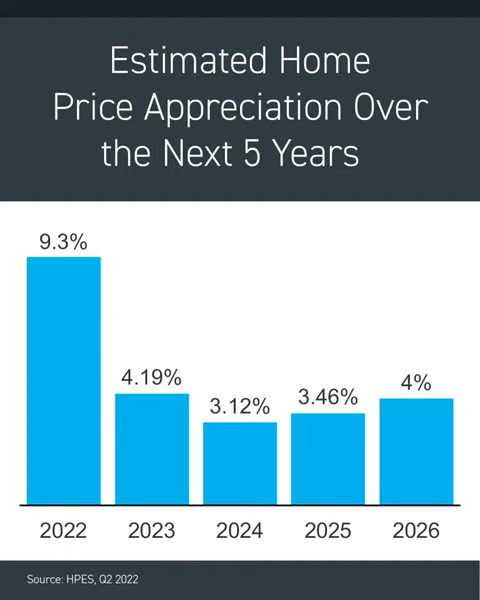 Estimated Home
Price Appreciation Over
the Next 5 Years
9.3%
4.19%
3.12%
3.46%
4%
2022
2023
2024
2025
2026
Source: HPES, Q2 2022